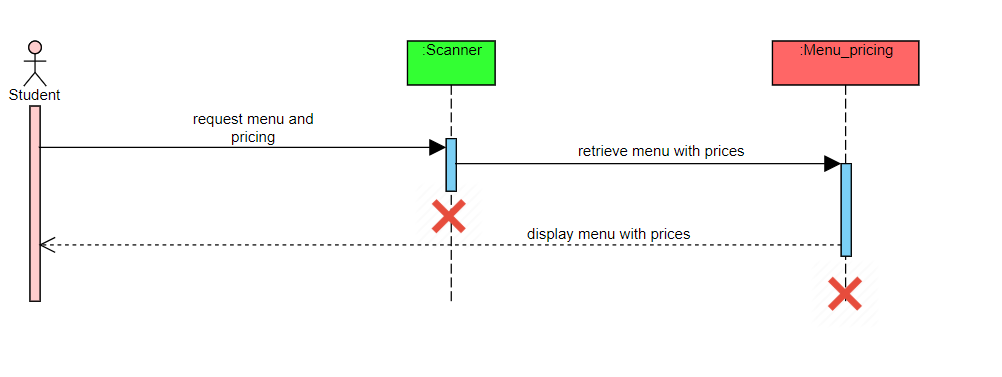 :Scanner
:Menu_pricing
Student
request menu and
pricing
retrieve menu with prices
display menu with prices